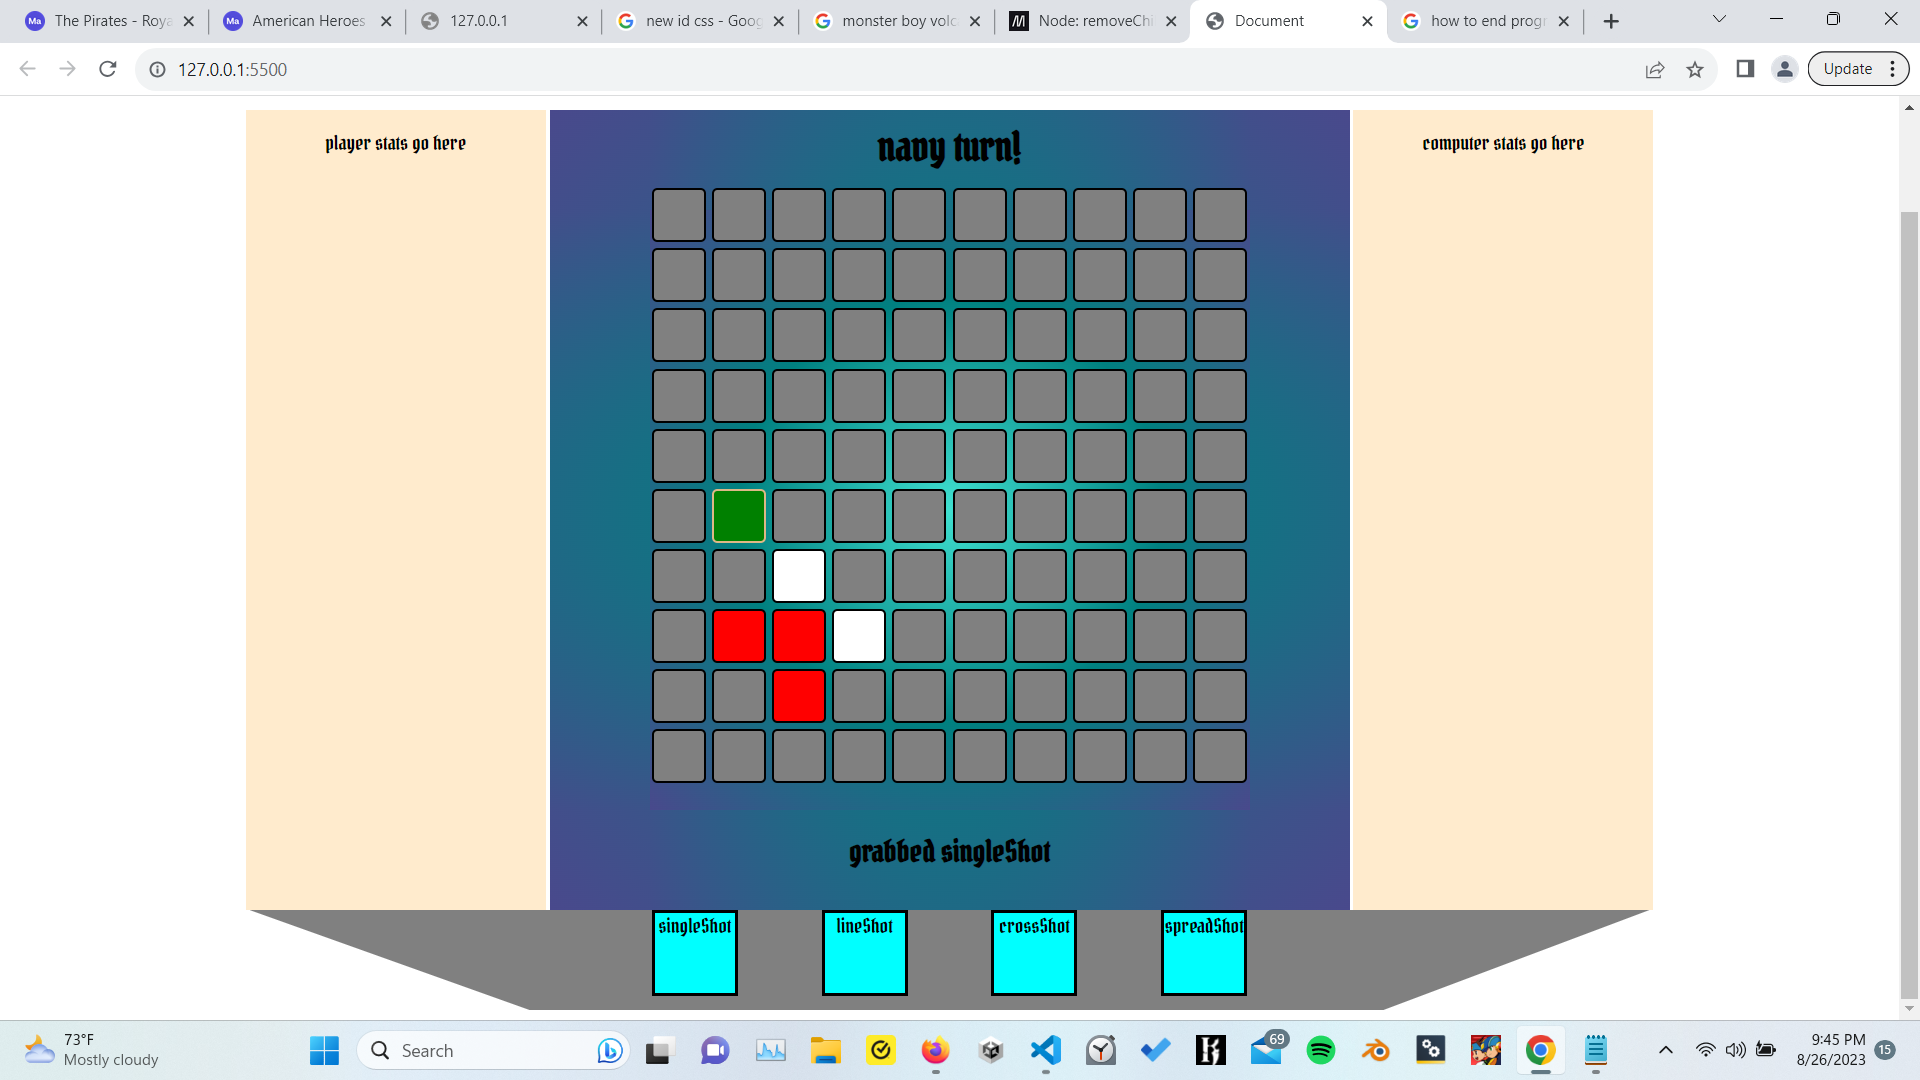 The Pirates - Roya
American Heroes
127.0.0.1
new id css - Goog
monster boy volc
Node: removeChi
Document
how to end progr
127.0.0.1:5500
Update
player stats go here
navy turn!
computer stats go here
grabbed singleShot
singleShot
lineShot
crossShot
spreadShot
73°F
Mostly cloudy
Search
69
9:45 PM
8/26/2023
15